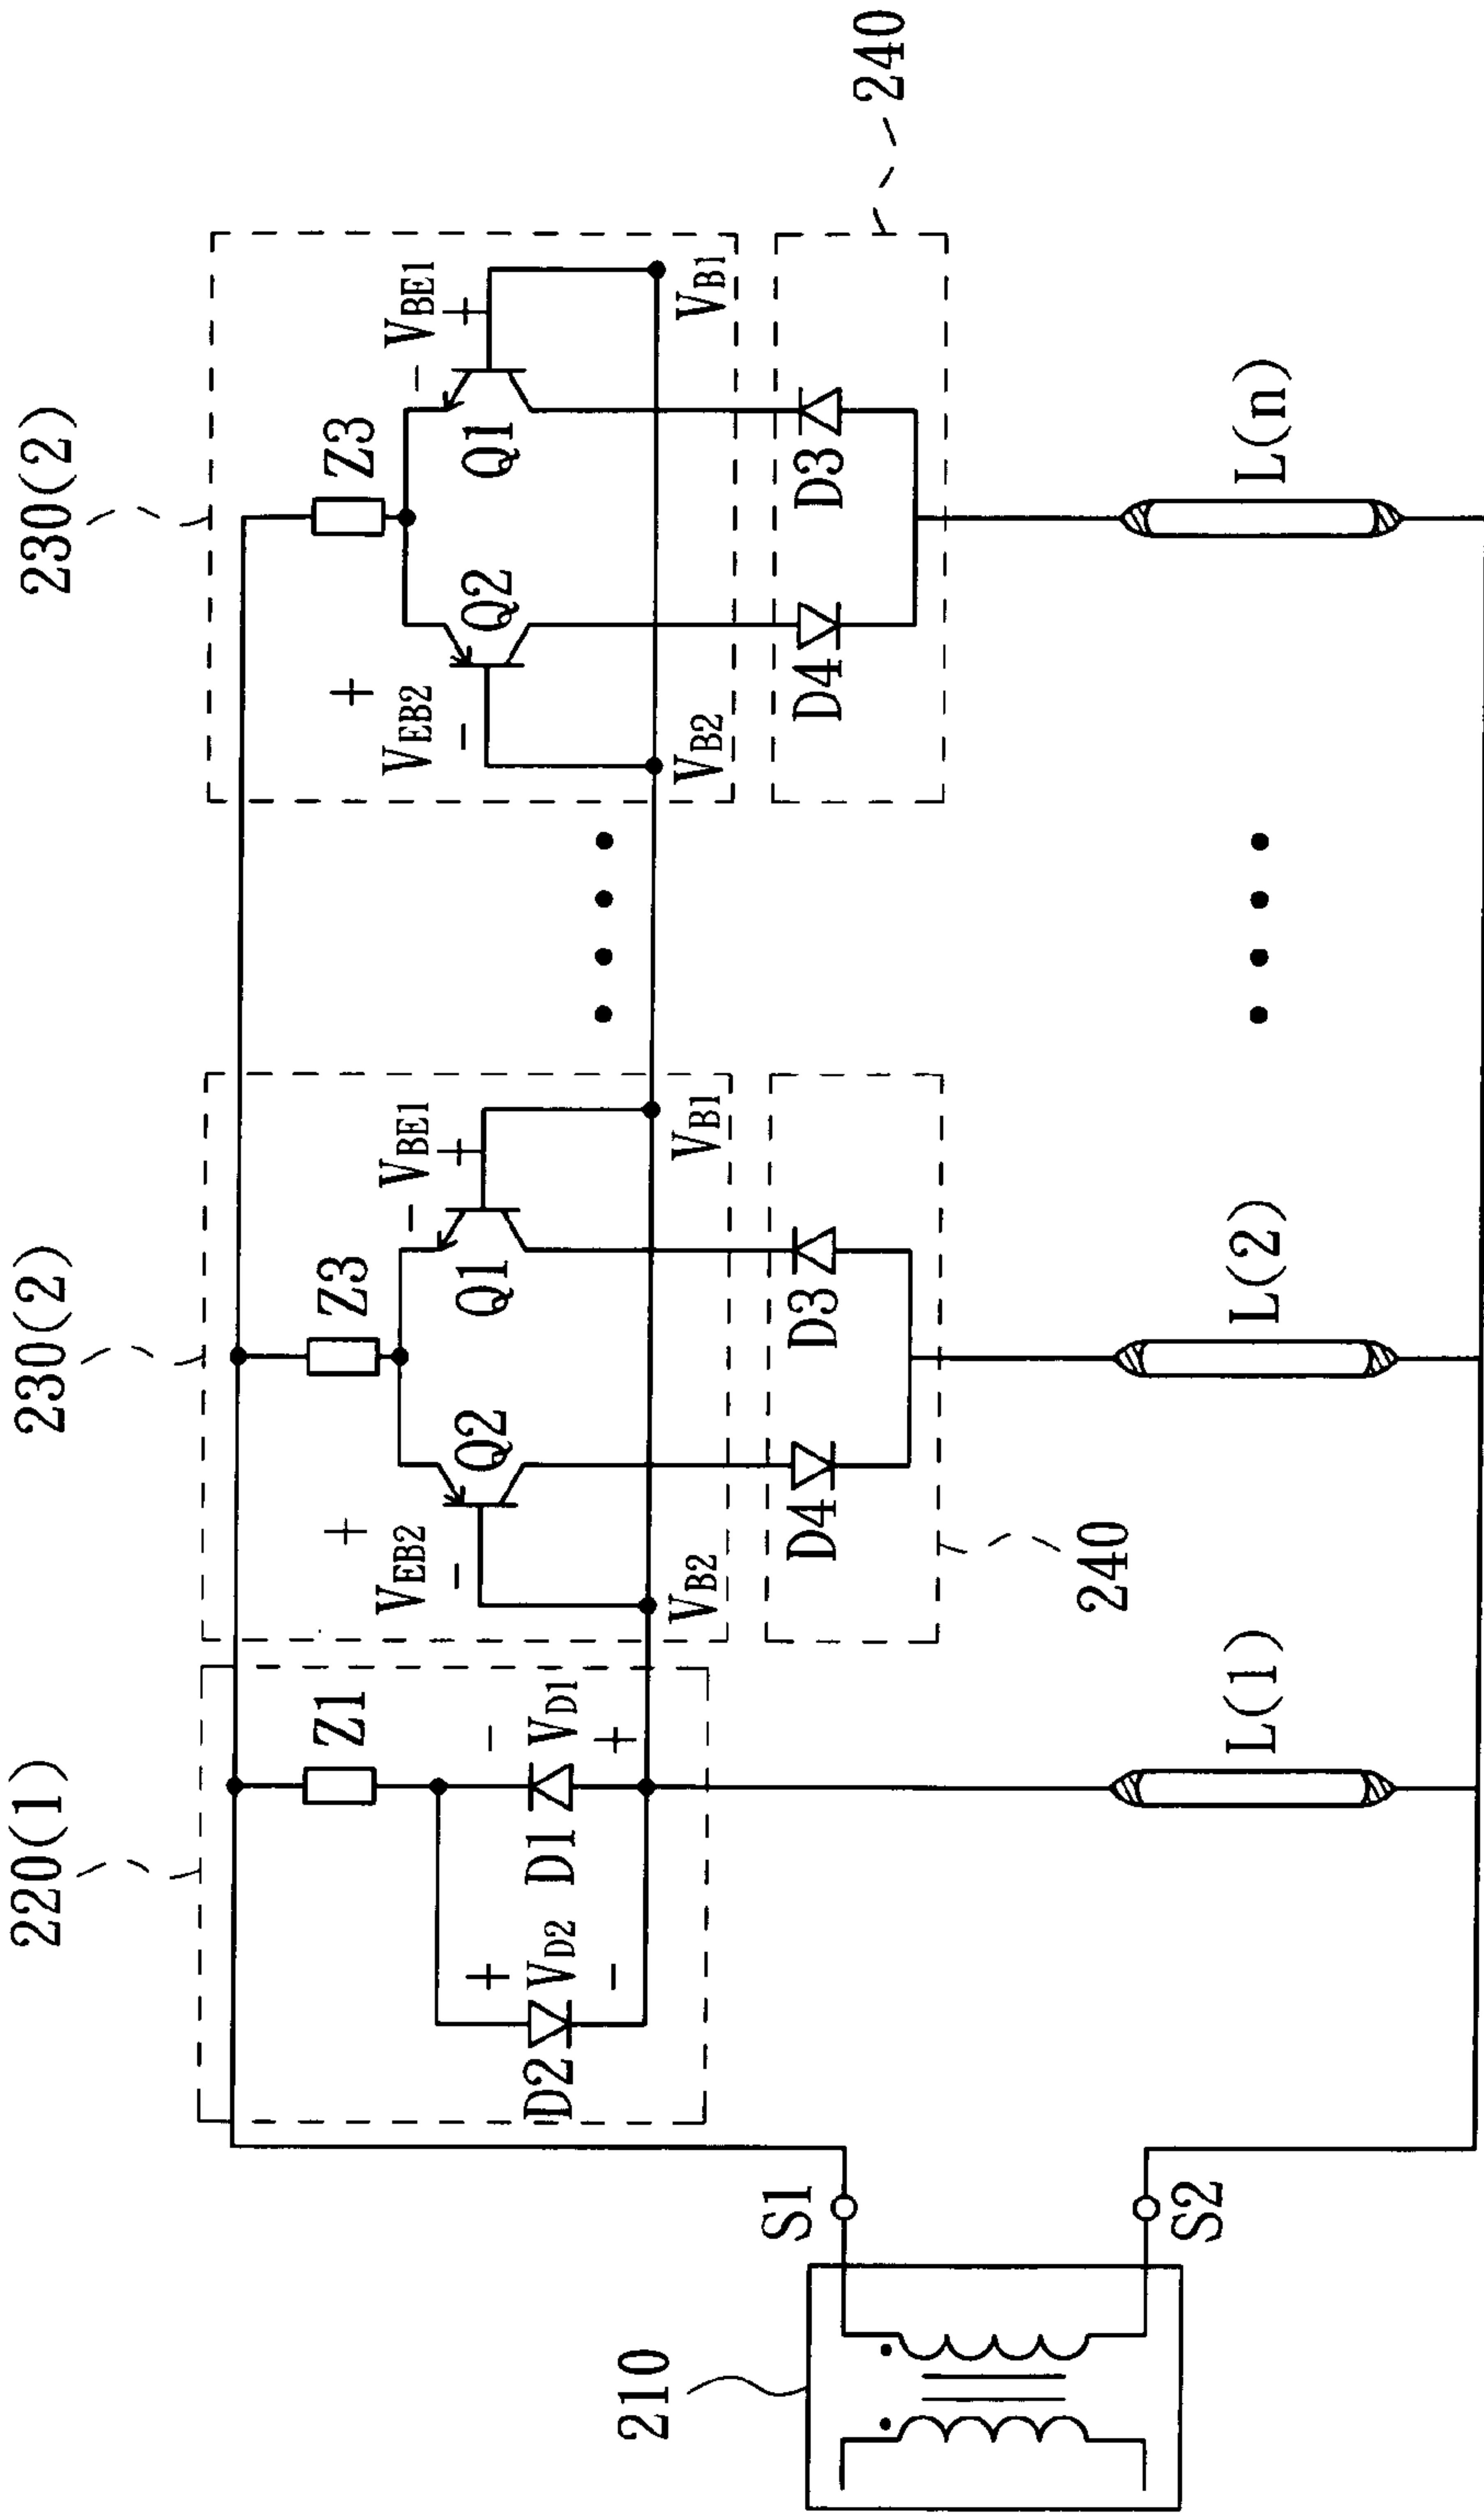 220(1)
230(2)
230(2)
Z1
Z3
Z3
VEB2
+
-
VBE1
-
+
VEB2
+
-
VBE1
-
+
Q2
Q1
Q2
Q1
D2
VD2
+
-
D1
VD1
-
+
VB2
VB1
VB2
VB1
D4
D3
D4
D3
240
240
210
S1
S2
L(1)
L(2)
L(n)